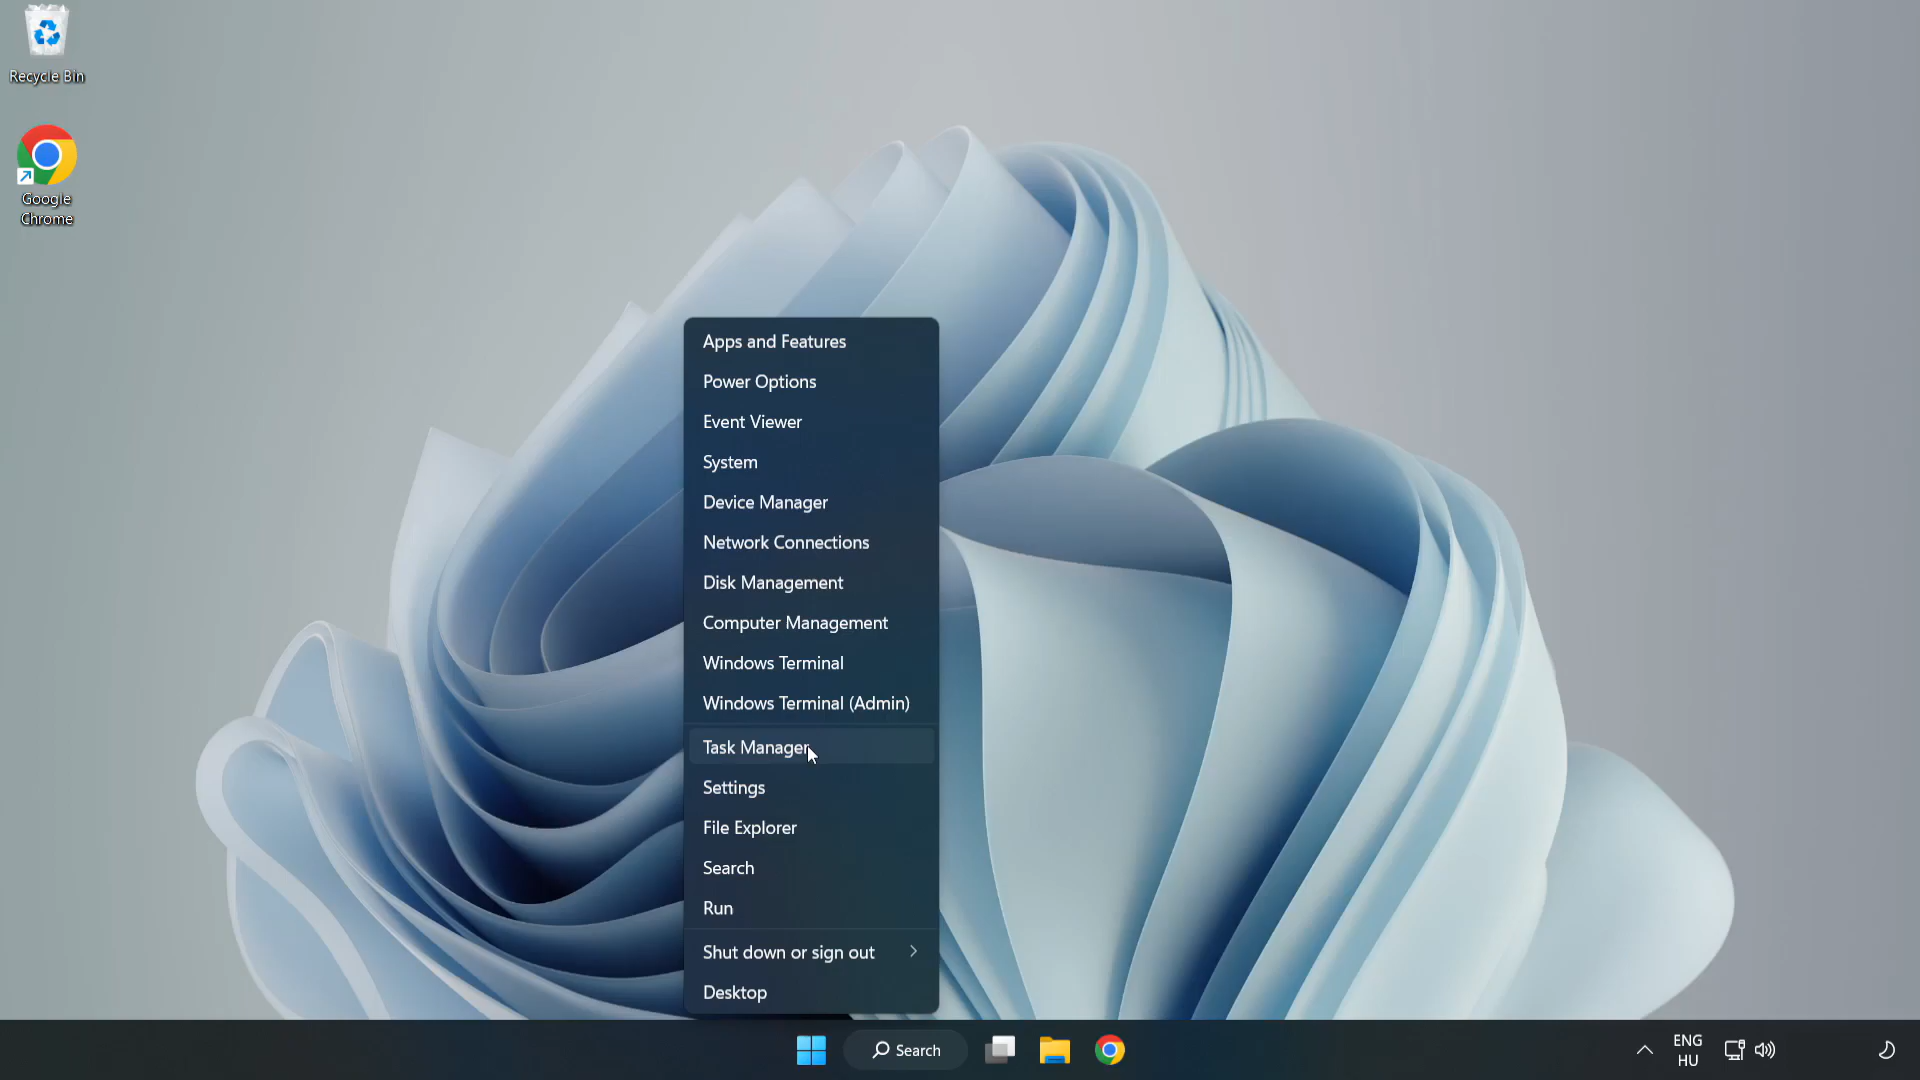 Recycle Bin
Google
Chrome
Apps and Features
Power Options
Event Viewer
System
Device Manager
Network Connections
Disk Management
Computer Management
Windows Terminal
Windows Terminal (Admin)
Task Manager
Settings
File Explorer
Search
Run
Shut down or sign out
Desktop
Search
ENG
HU